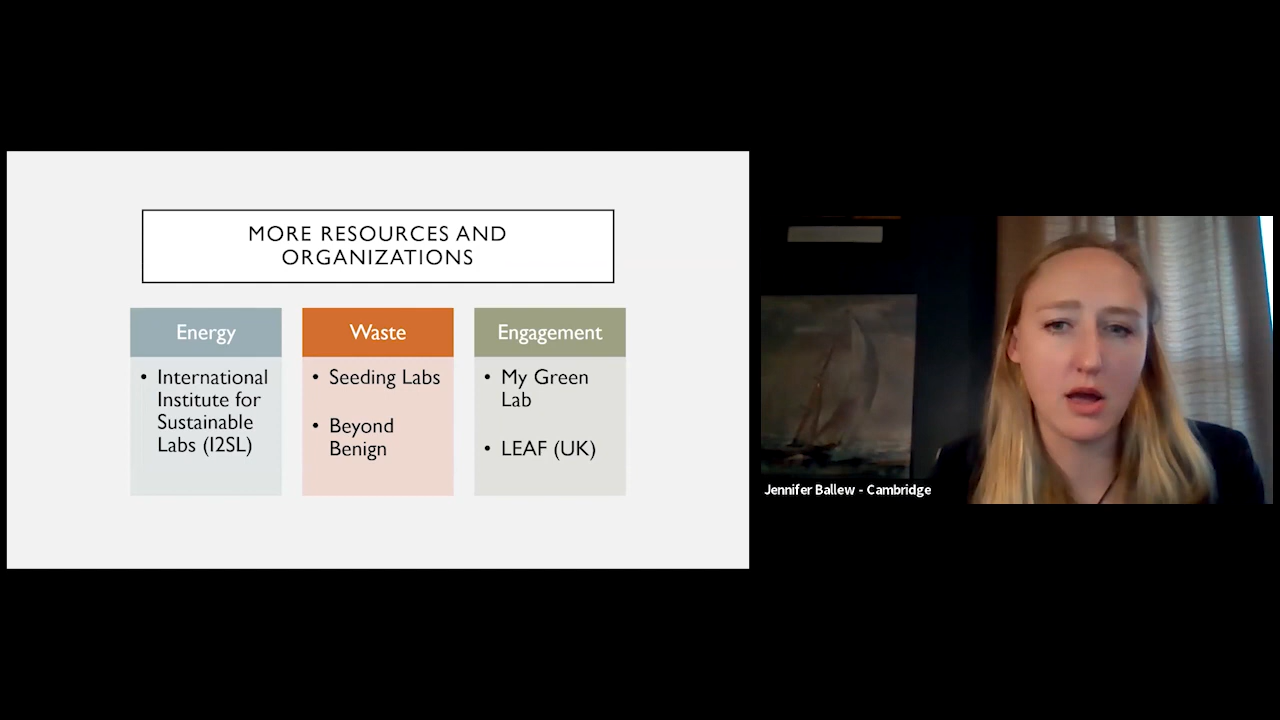 MORE RESOURCES AND
ORGANIZATIONS
Energy
• International
Institute for
Sustainable
Labs (I2SL)
Waste
• Seeding Labs
• Beyond
Benign
Engagement
• My Green
Lab
• LEAF (UK)
Jennifer Ballew - Cambridge